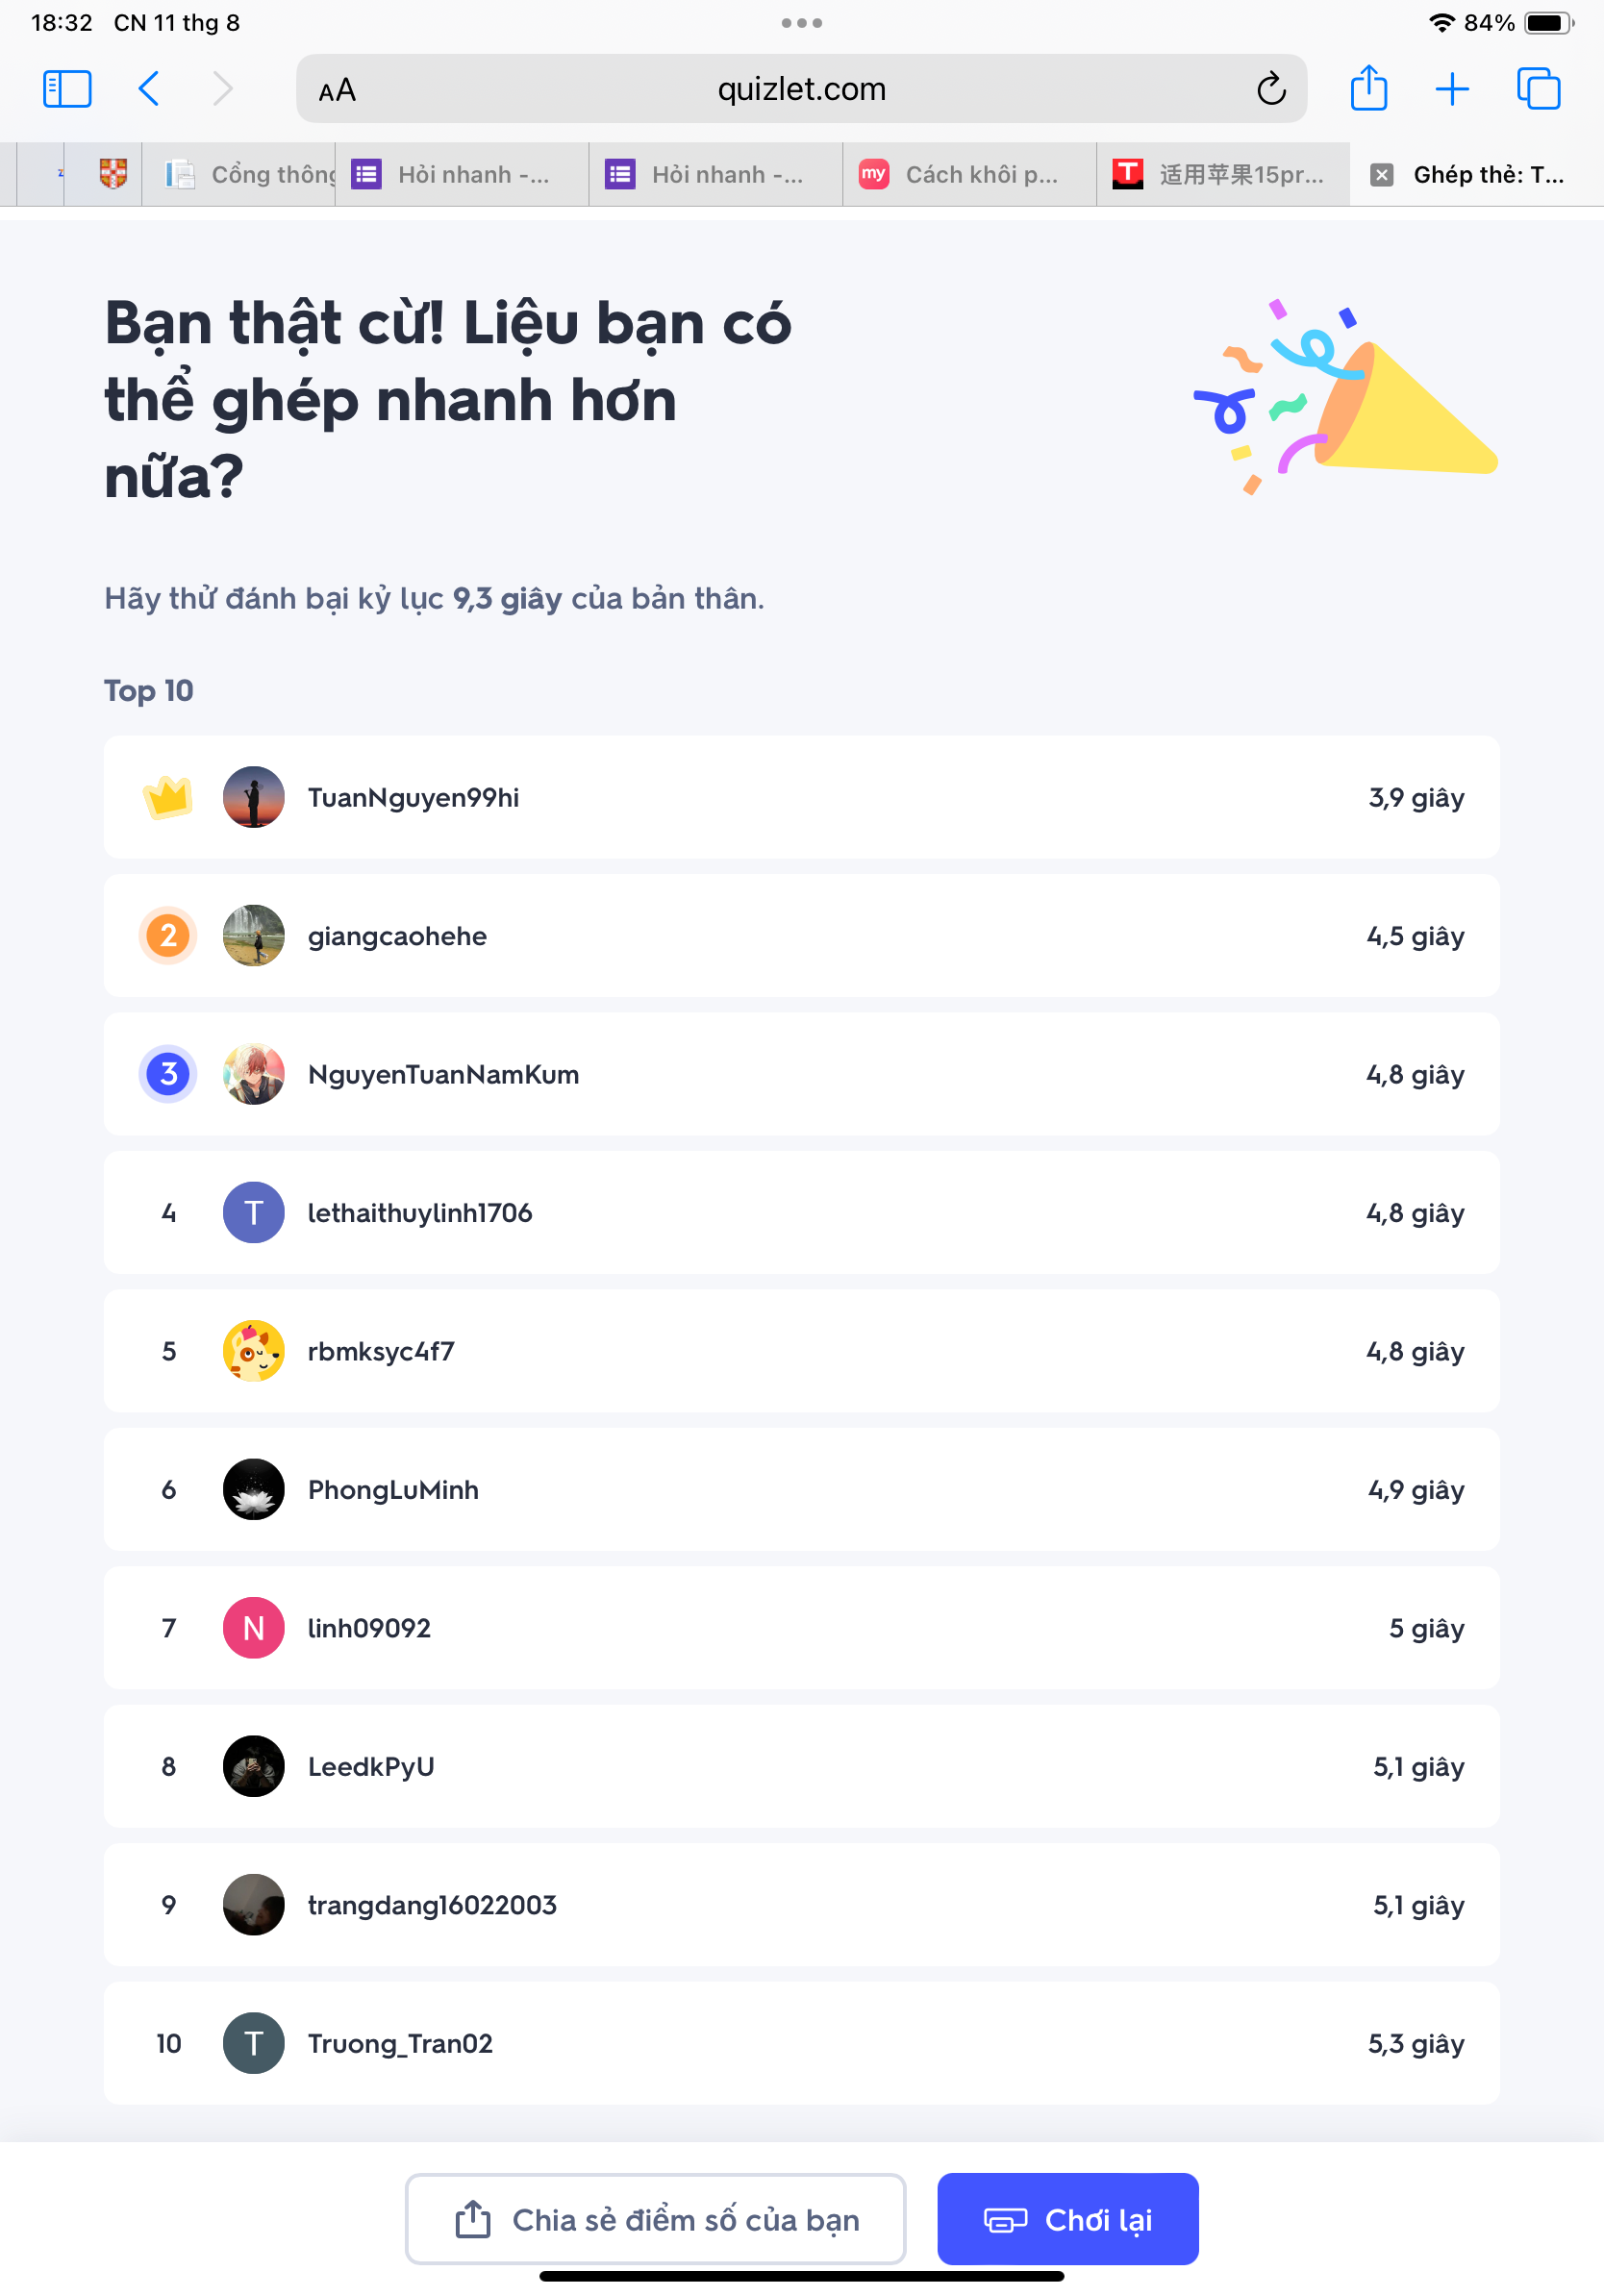 18:32 CN 11 thg 8 84%
AA quizlet.com
Cổng thông Hỏi nhanh -... Hỏi nhanh -... my Cách khôi p... T 适用苹果15pr... Ghép thẻ: T...
Bạn thật cừ! Liệu bạn có
thể ghép nhanh hơn
nữa?
Hãy thử đánh bại kỷ lục 9,3 giây của bản thân.
Top 10
TuanNguyen99hi 3,9 giây
2 giangcaohehe 4,5 giây
3 NguyenTuanNamKum 4,8 giây
4 T lethaithuylinh1706 4,8 giây
5 rbmksyc4f7 4,8 giây
6 PhongLuMinh 4,9 giây
7 N linh09092 5 giây
8 LeedkPyU 5,1 giây
9 trangdang16022003 5,1 giây
10 T Truong_Tran02 5,3 giây
Chia sẻ điểm số của bạn Chơi lại